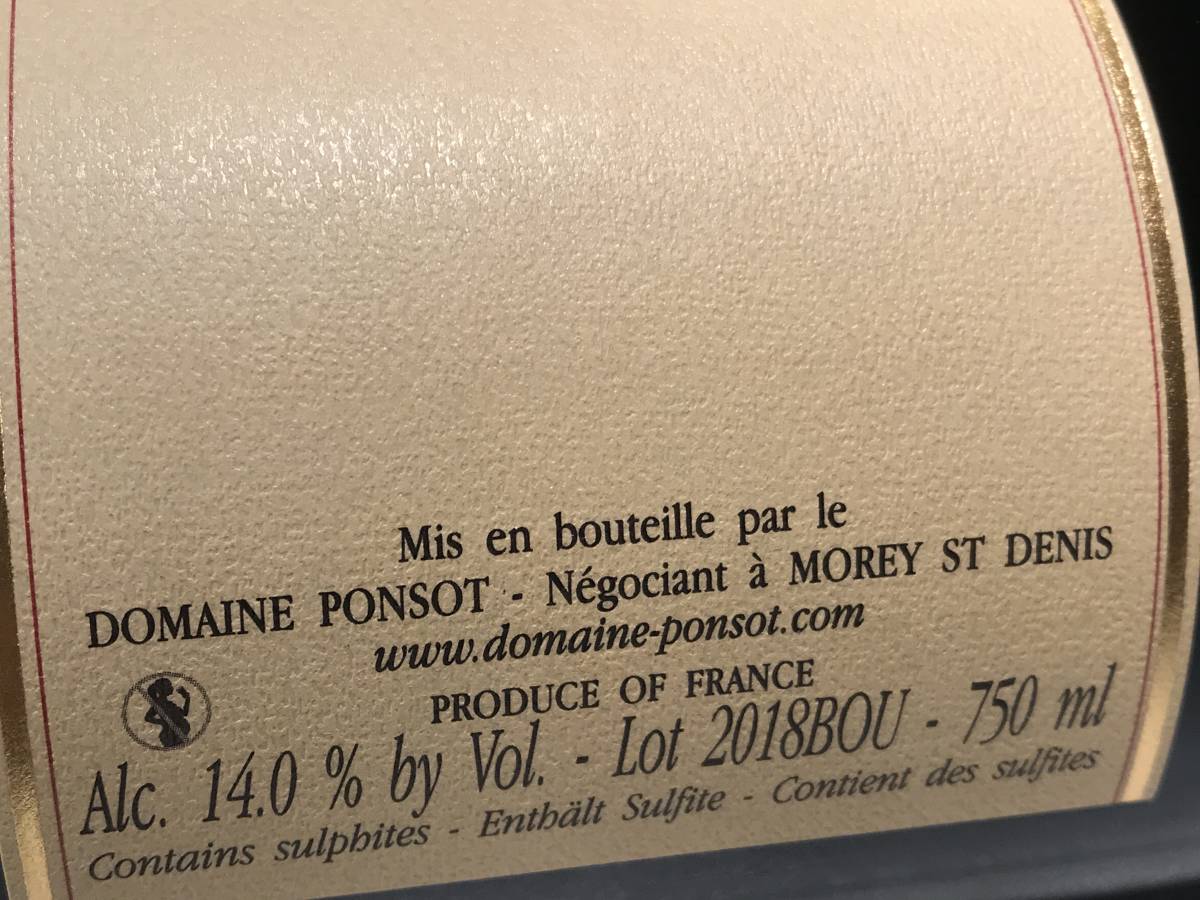 Mis en bouteille par le
DOMAINE PONSOT - Négociant à MOREY ST DENIS
www.domaine-ponsot.com
PRODUCE OF FRANCE
Alc. 14.0 % by Vol. - Lot 2018BOU - 750 ml
Contains sulphites - Enthält Sulfite - Contient des sulfites